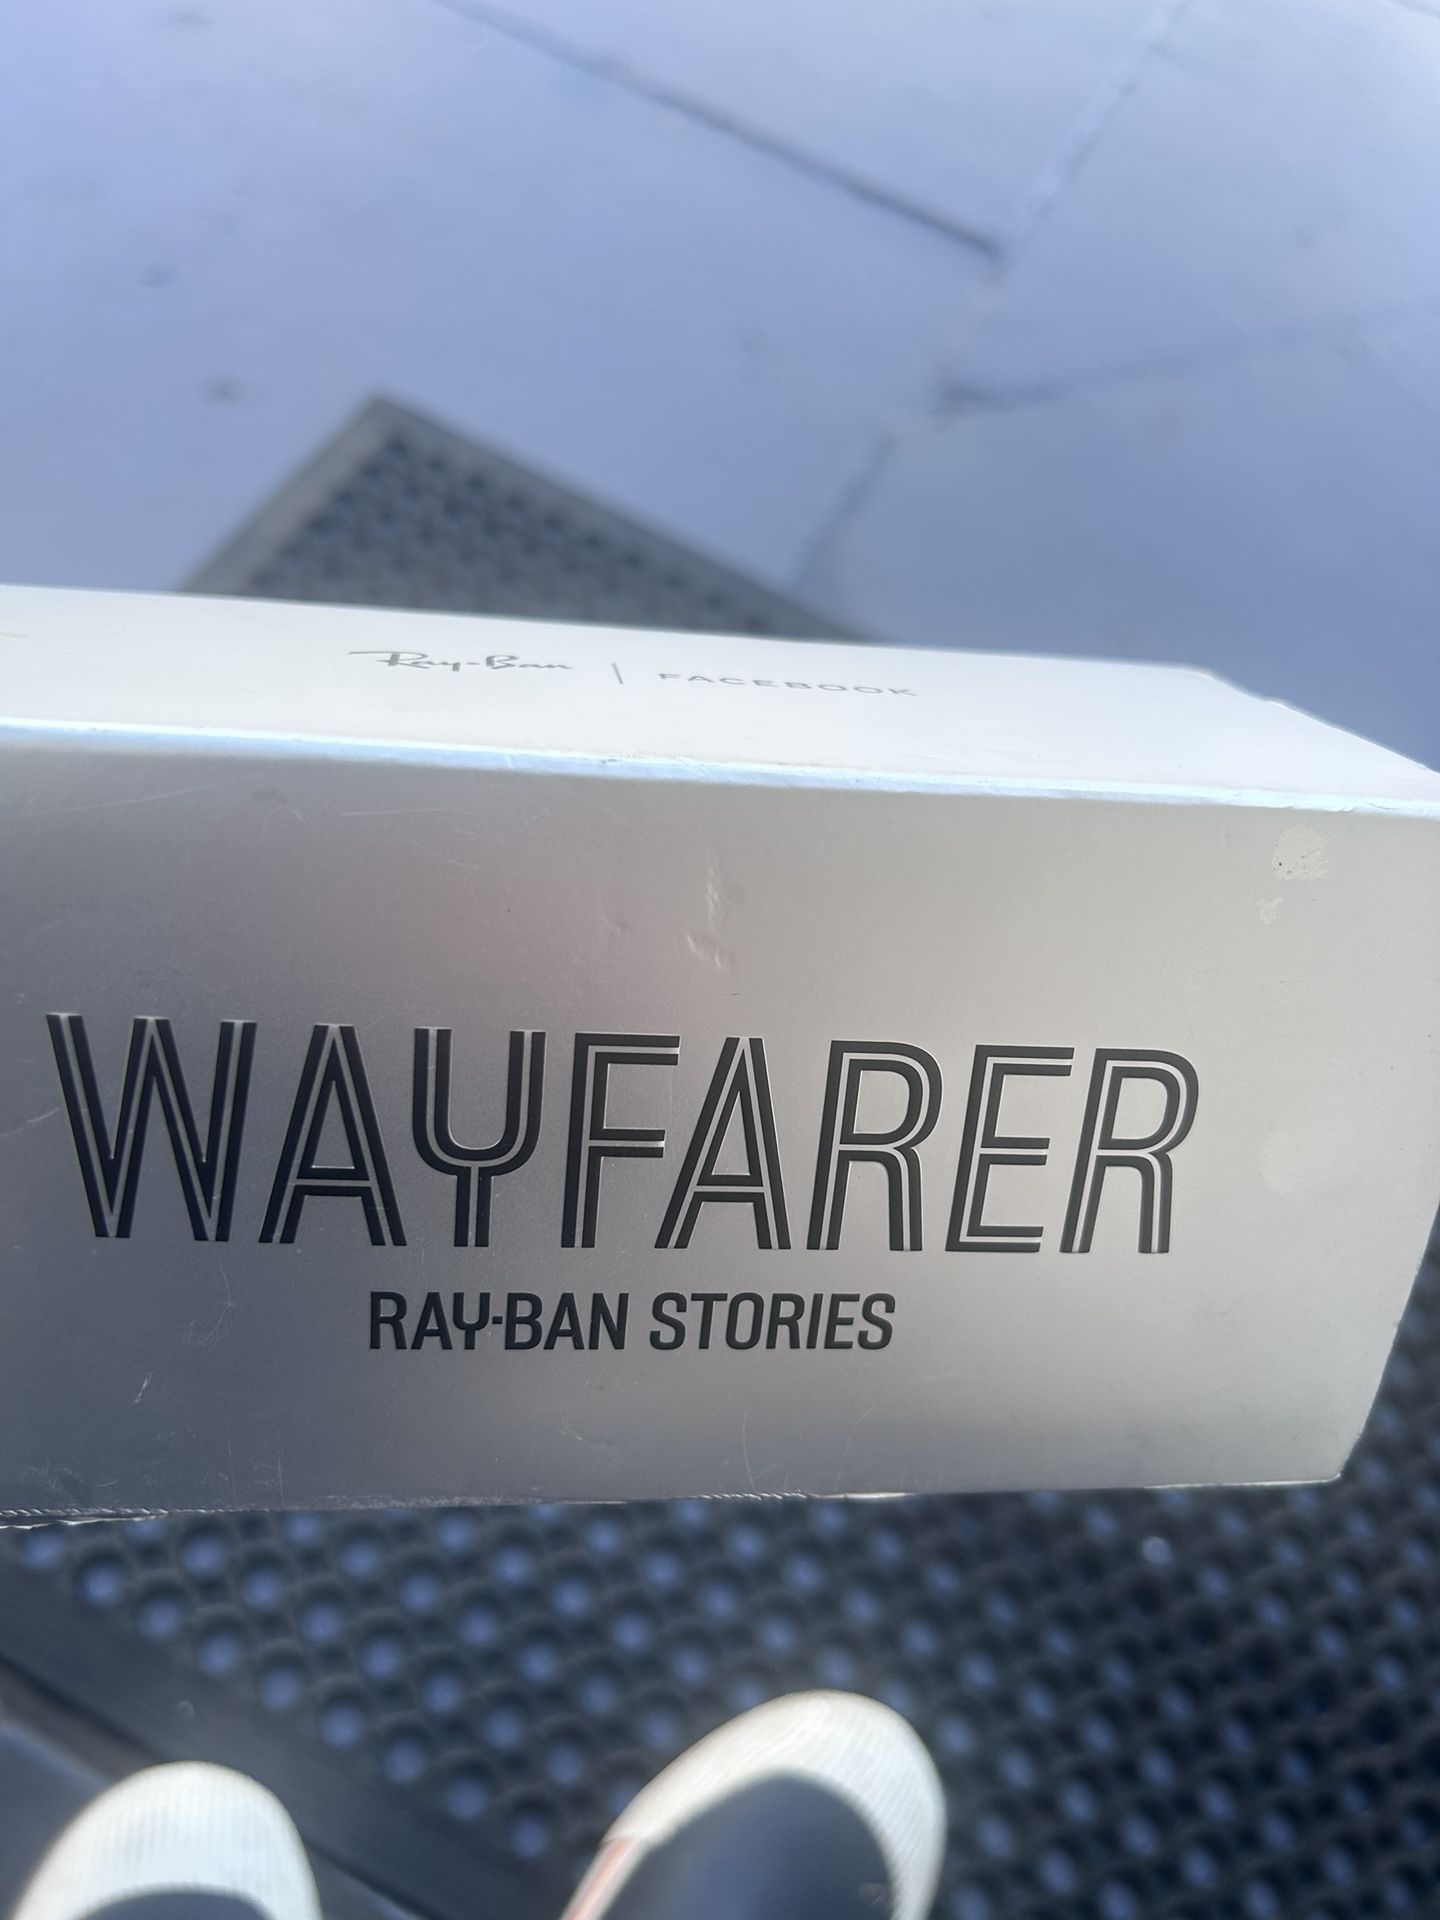 Ray-Ban | FACEBOOK
WAYFARER
RAY-BAN STORIES